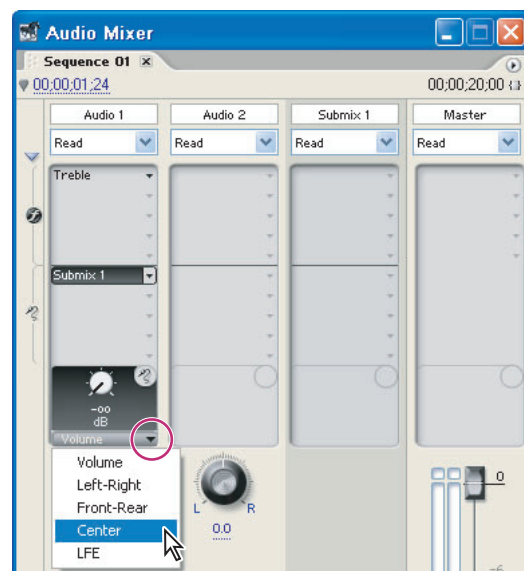 Audio Mixer
Sequence 01
00;00;01;24 00;00;20;00
Audio 1 Audio 2 Submix 1 Master
Read Read Read Read
Treble
Submix 1
-oo
dB
Volume
Volume
Left-Right
Front-Rear
Center
LFE
L R
0.0
0
-6